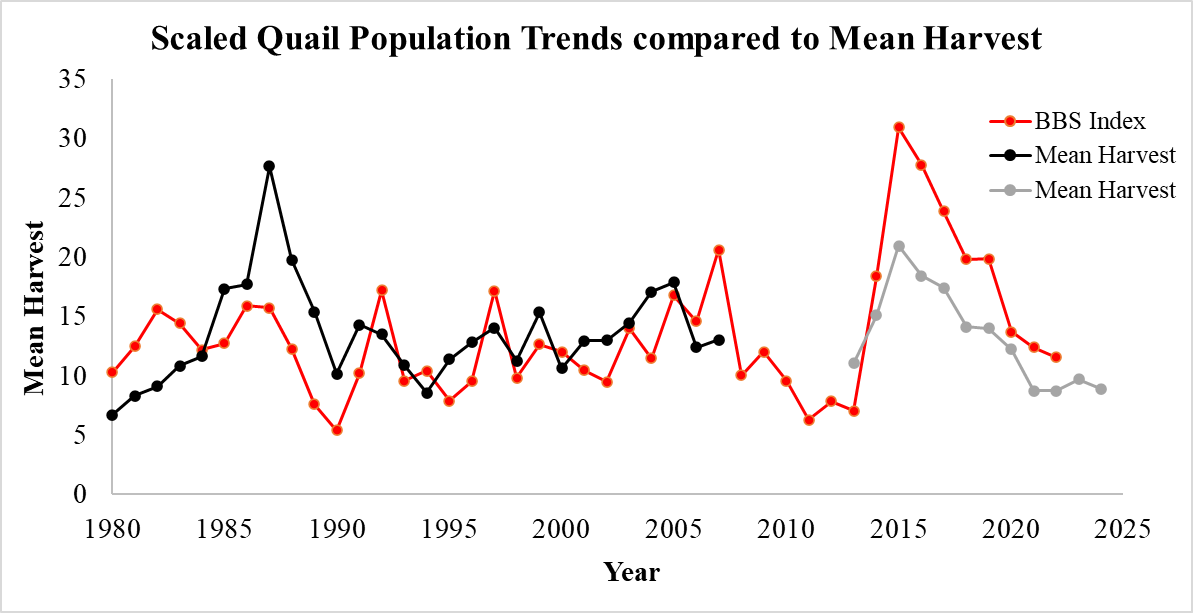 Scaled Quail Population Trends compared to Mean Harvest
35
30
25
20
15
10
5
0
Mean Harvest
1980 1985 1990 1995 2000 2005 2010 2015 2020 2025
Year
BBS Index
Mean Harvest
Mean Harvest